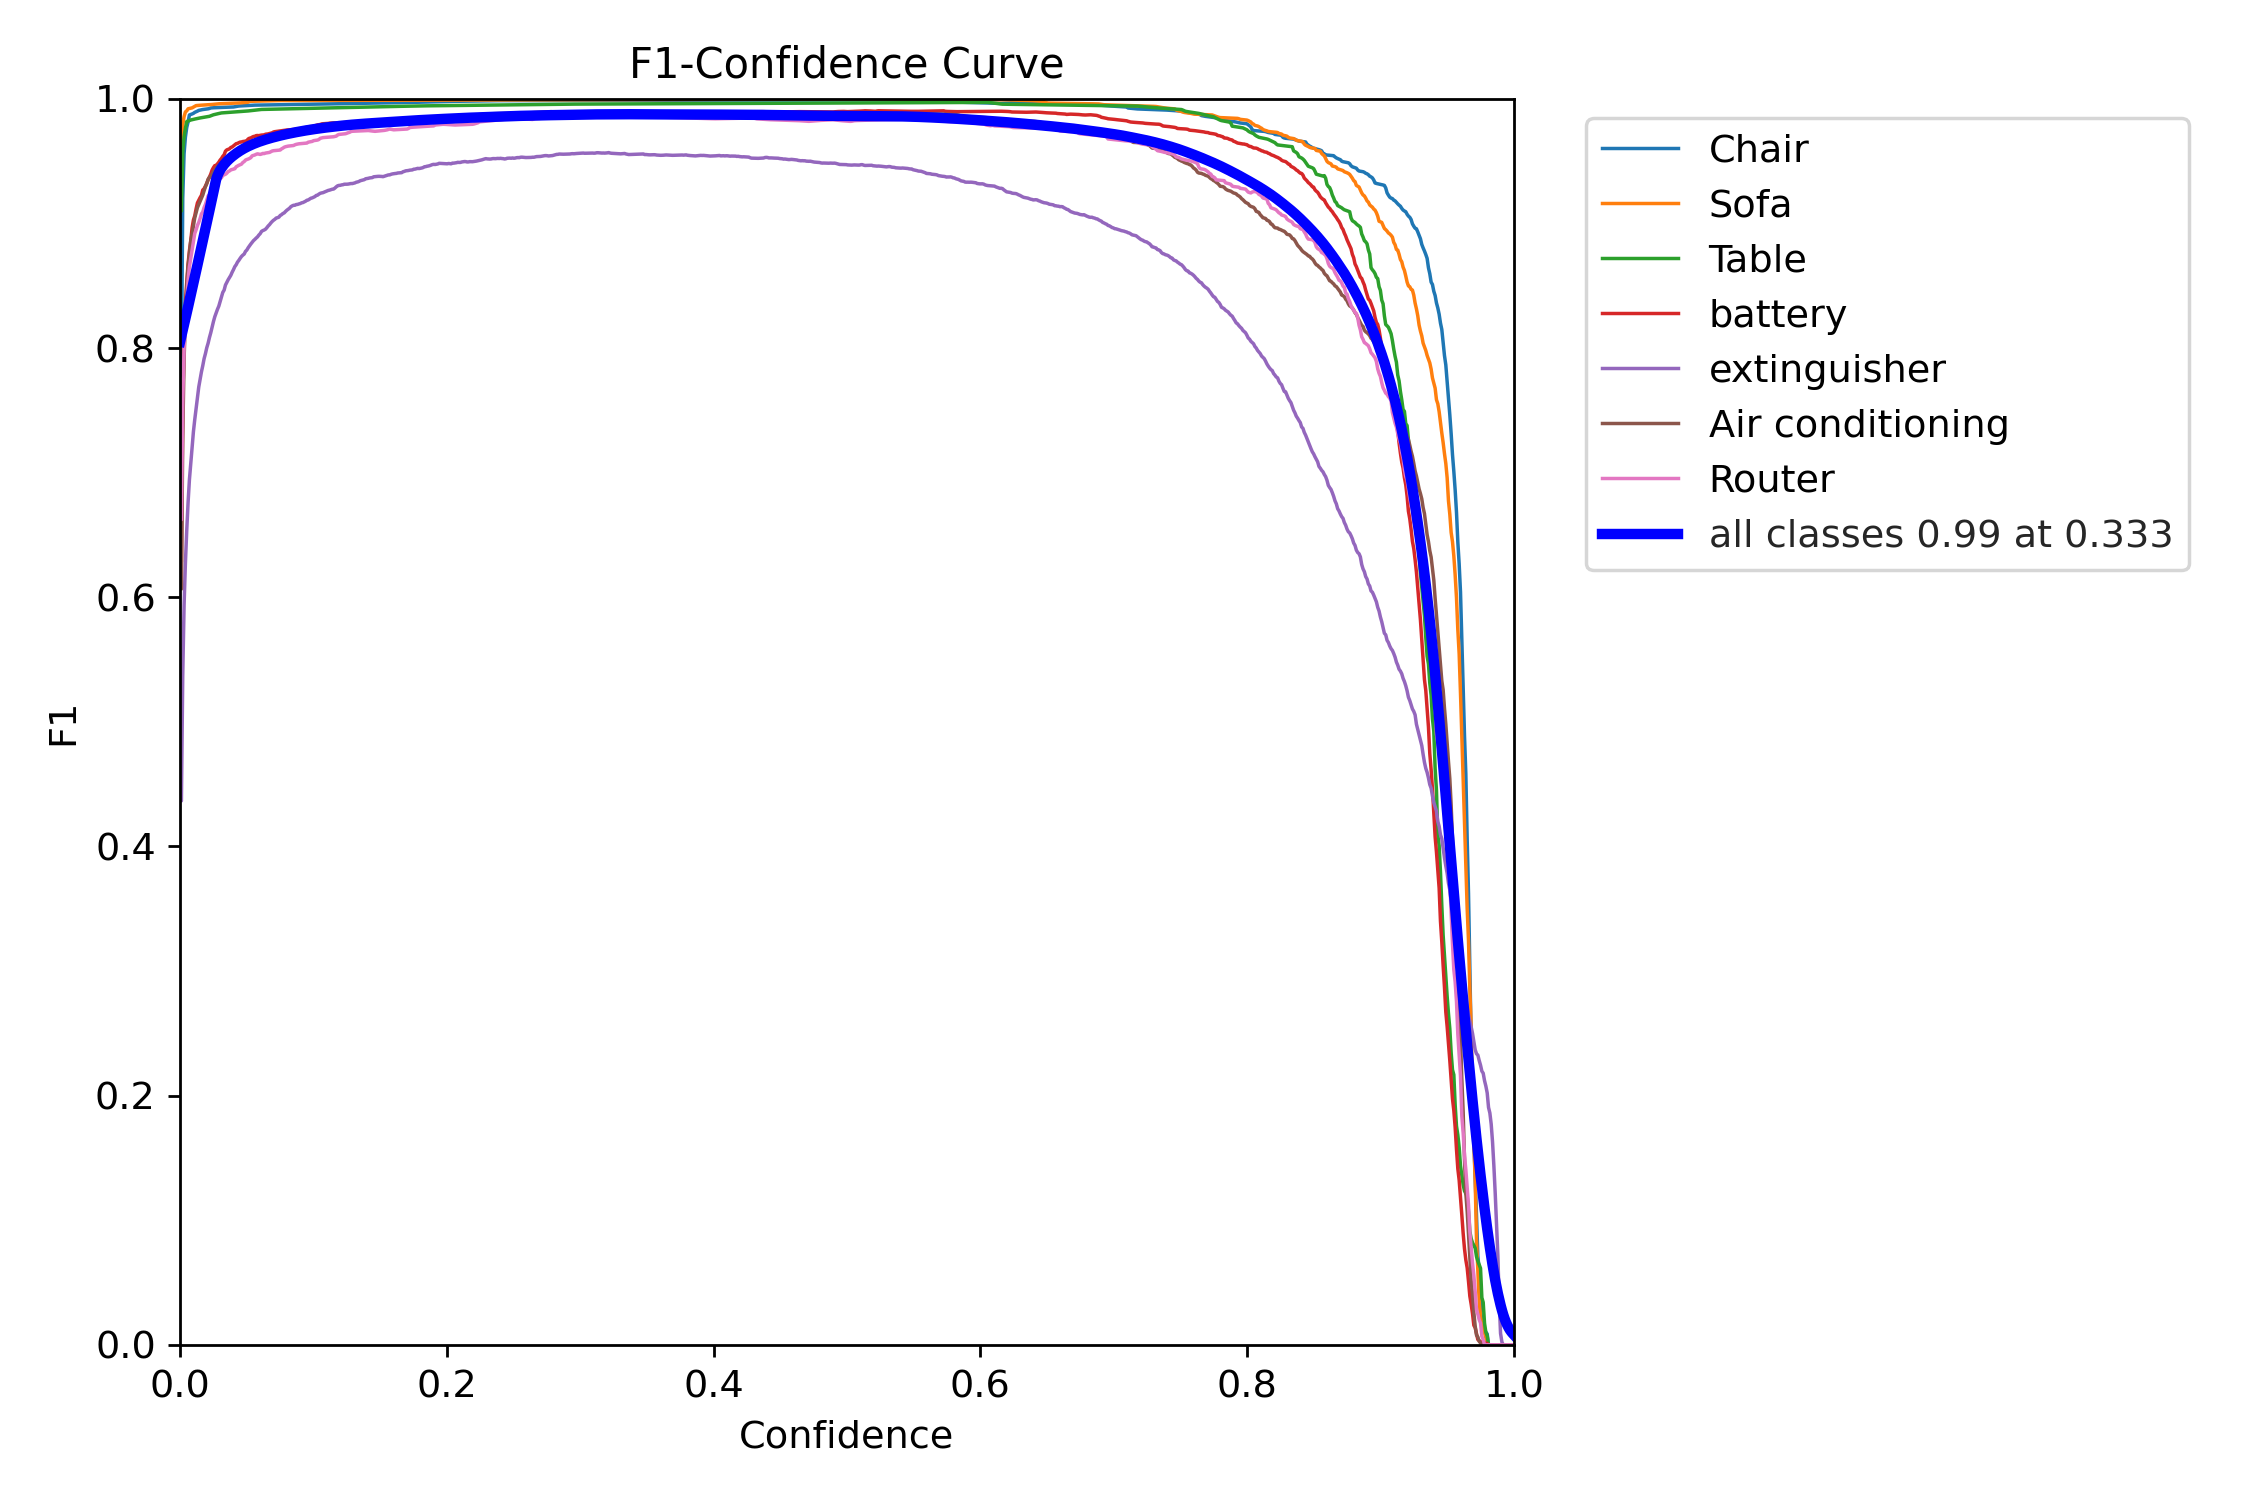 F1-Confidence Curve
1.0
0.8
0.6
0.4
0.2
0.0
F1
0.0 0.2 0.4 0.6 0.8 1.0
Confidence
Chair
Sofa
Table
battery
extinguisher
Air conditioning
Router
all classes 0.99 at 0.333